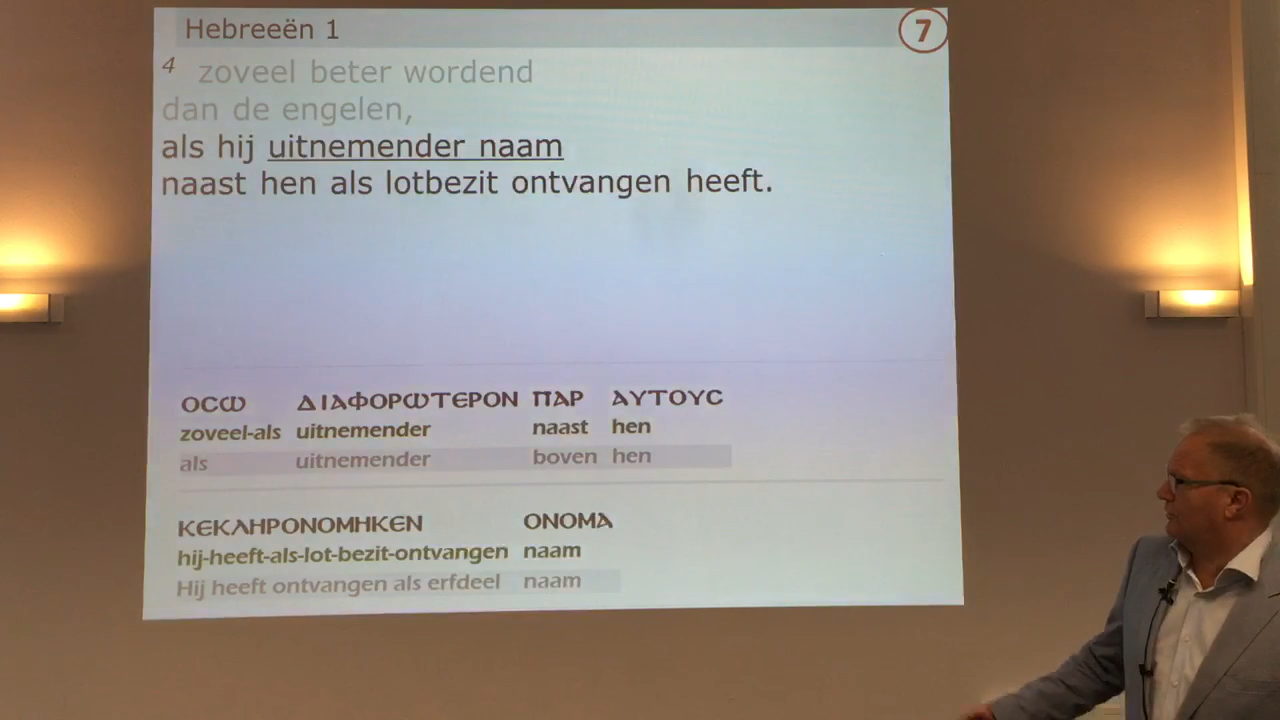 Hebreeën 1
7
4 zoveel beter wordend
dan de engelen,
als hij uitnemender naam
naast hen als lotbezit ontvangen heeft.
ΟϹΩ ΔΙΑΦΟΡΩΤΕΡΟΝ ΠΑΡ ΑΥΤΟΥϹ
zoveel-als uitnemender naast hen
als uitnemender boven hen
ΚΕΚΛΗΡΟΝΟΜΗΚΕΝ ΟΝΟΜΑ
hij-heeft-als-lot-bezit-ontvangen naam
Hij heeft ontvangen als erfdeel naam